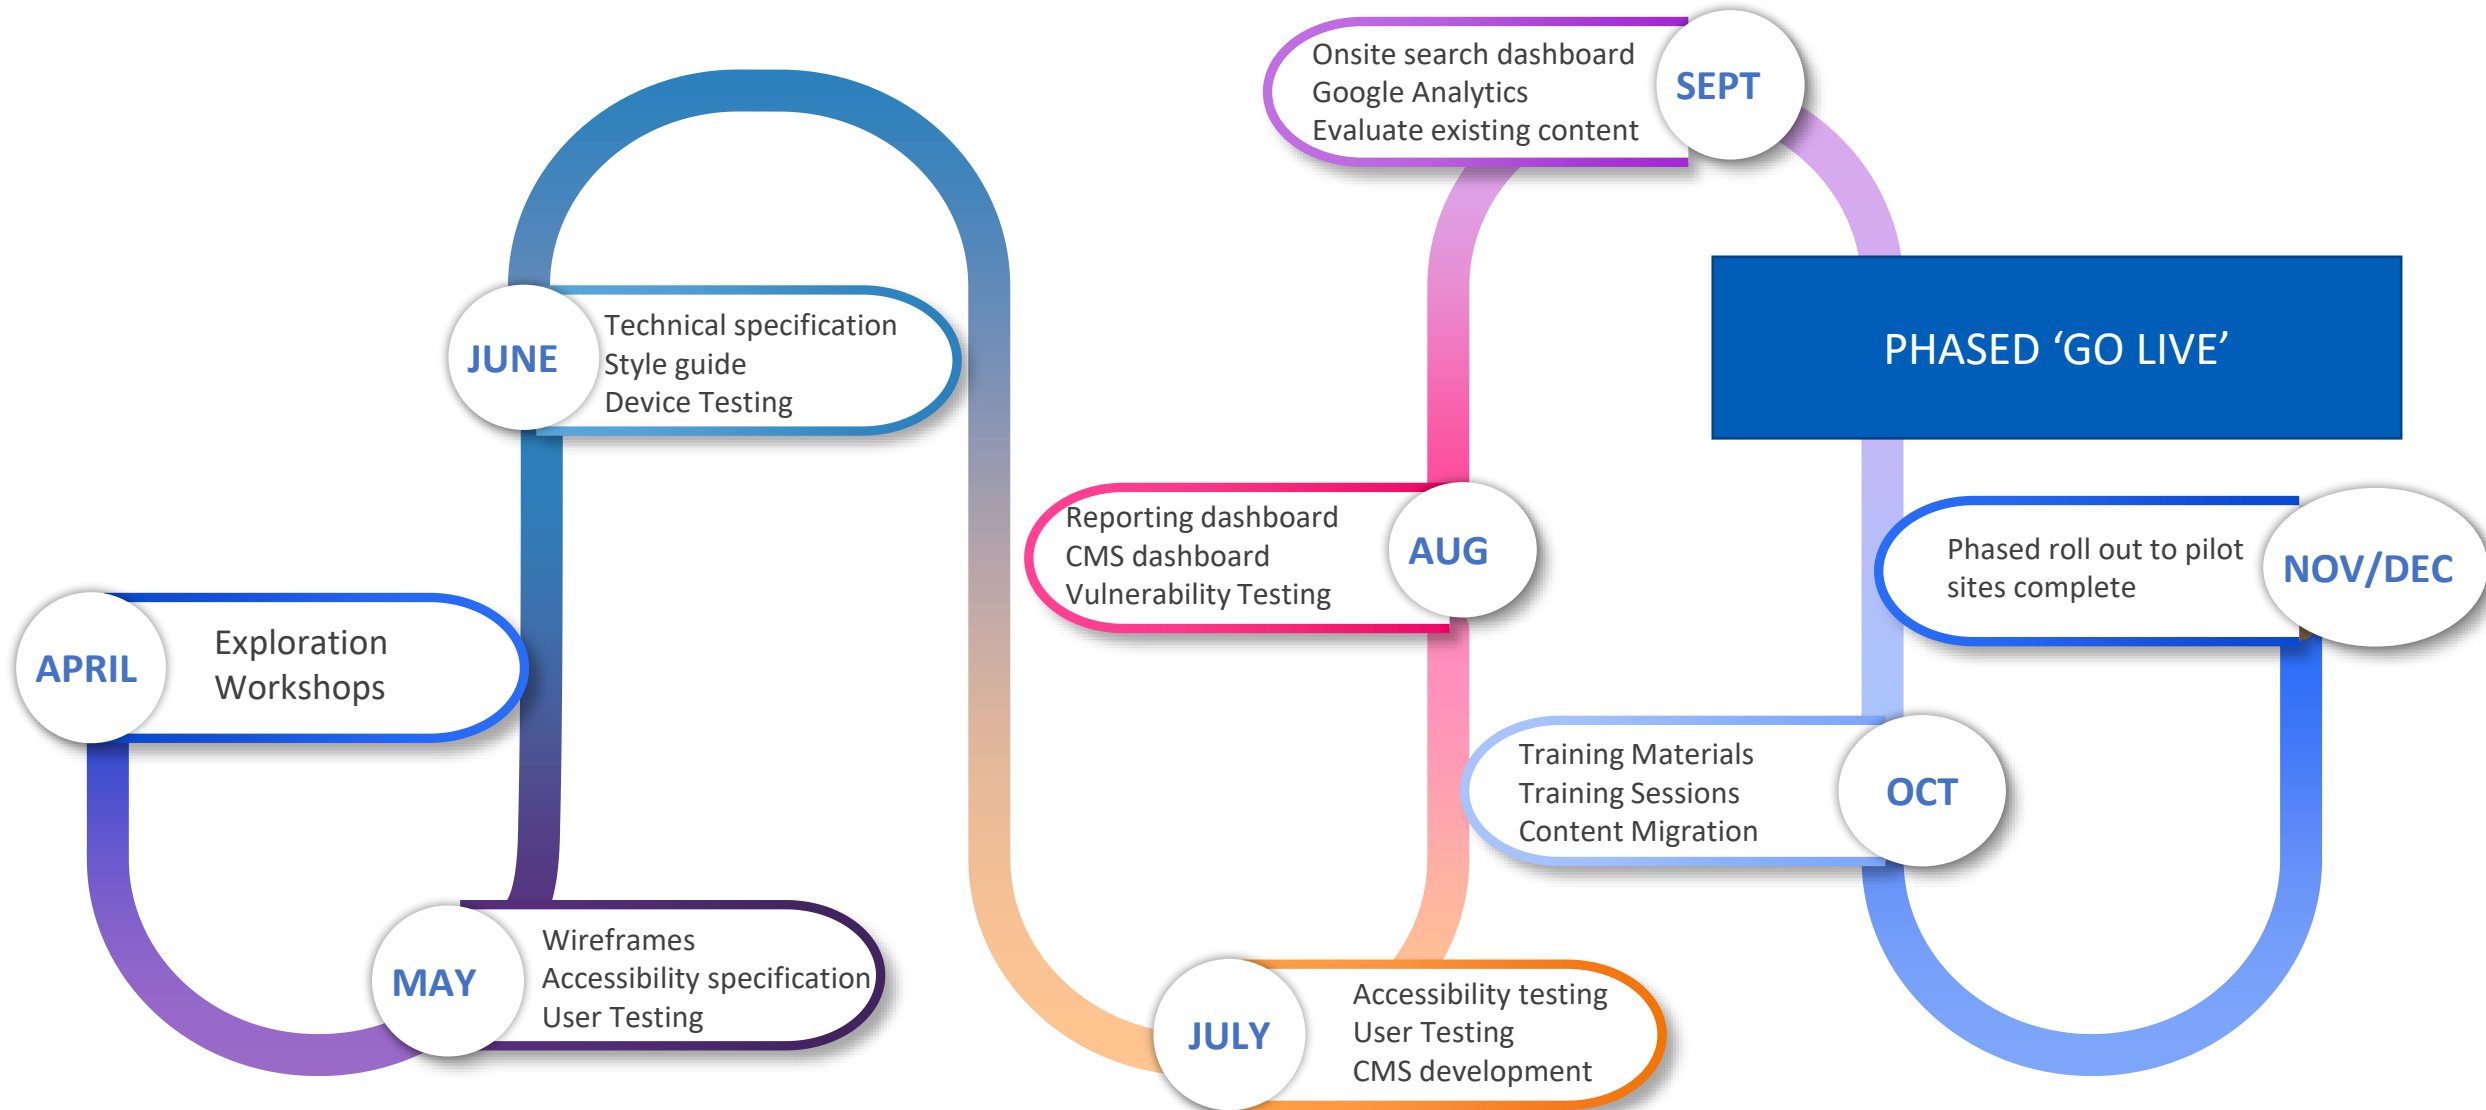 APRIL
Exploration
Workshops
MAY
Wireframes
Accessibility specification
User Testing
JUNE
Technical specification
Style guide
Device Testing
JULY
Accessibility testing
User Testing
CMS development
AUG
Reporting dashboard
CMS dashboard
Vulnerability Testing
SEPT
Onsite search dashboard
Google Analytics
Evaluate existing content
PHASED ‘GO LIVE’
OCT
Training Materials
Training Sessions
Content Migration
NOV/DEC
Phased roll out to pilot
sites complete